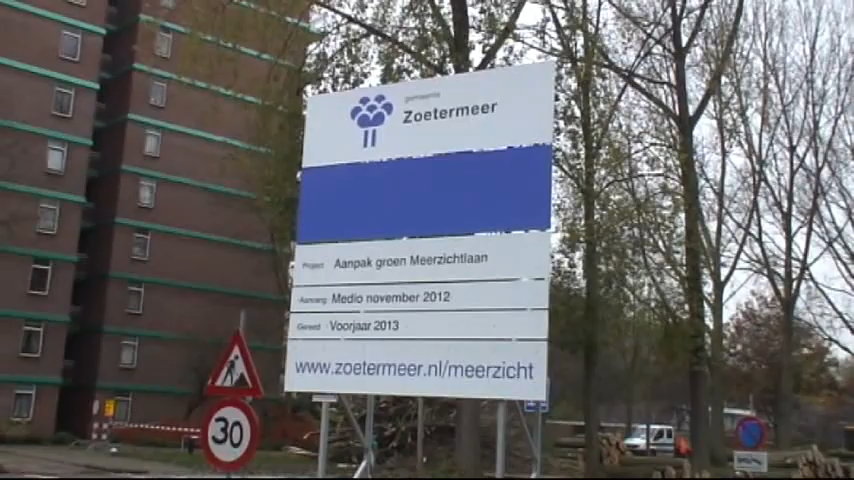 gemeente
Zoetermeer
Project Aanpak groen Meerzichtlaan
Aanvang Medio november 2012
Gereed Voorjaar 2013
www.zoetermeer.nl/meerzicht
30